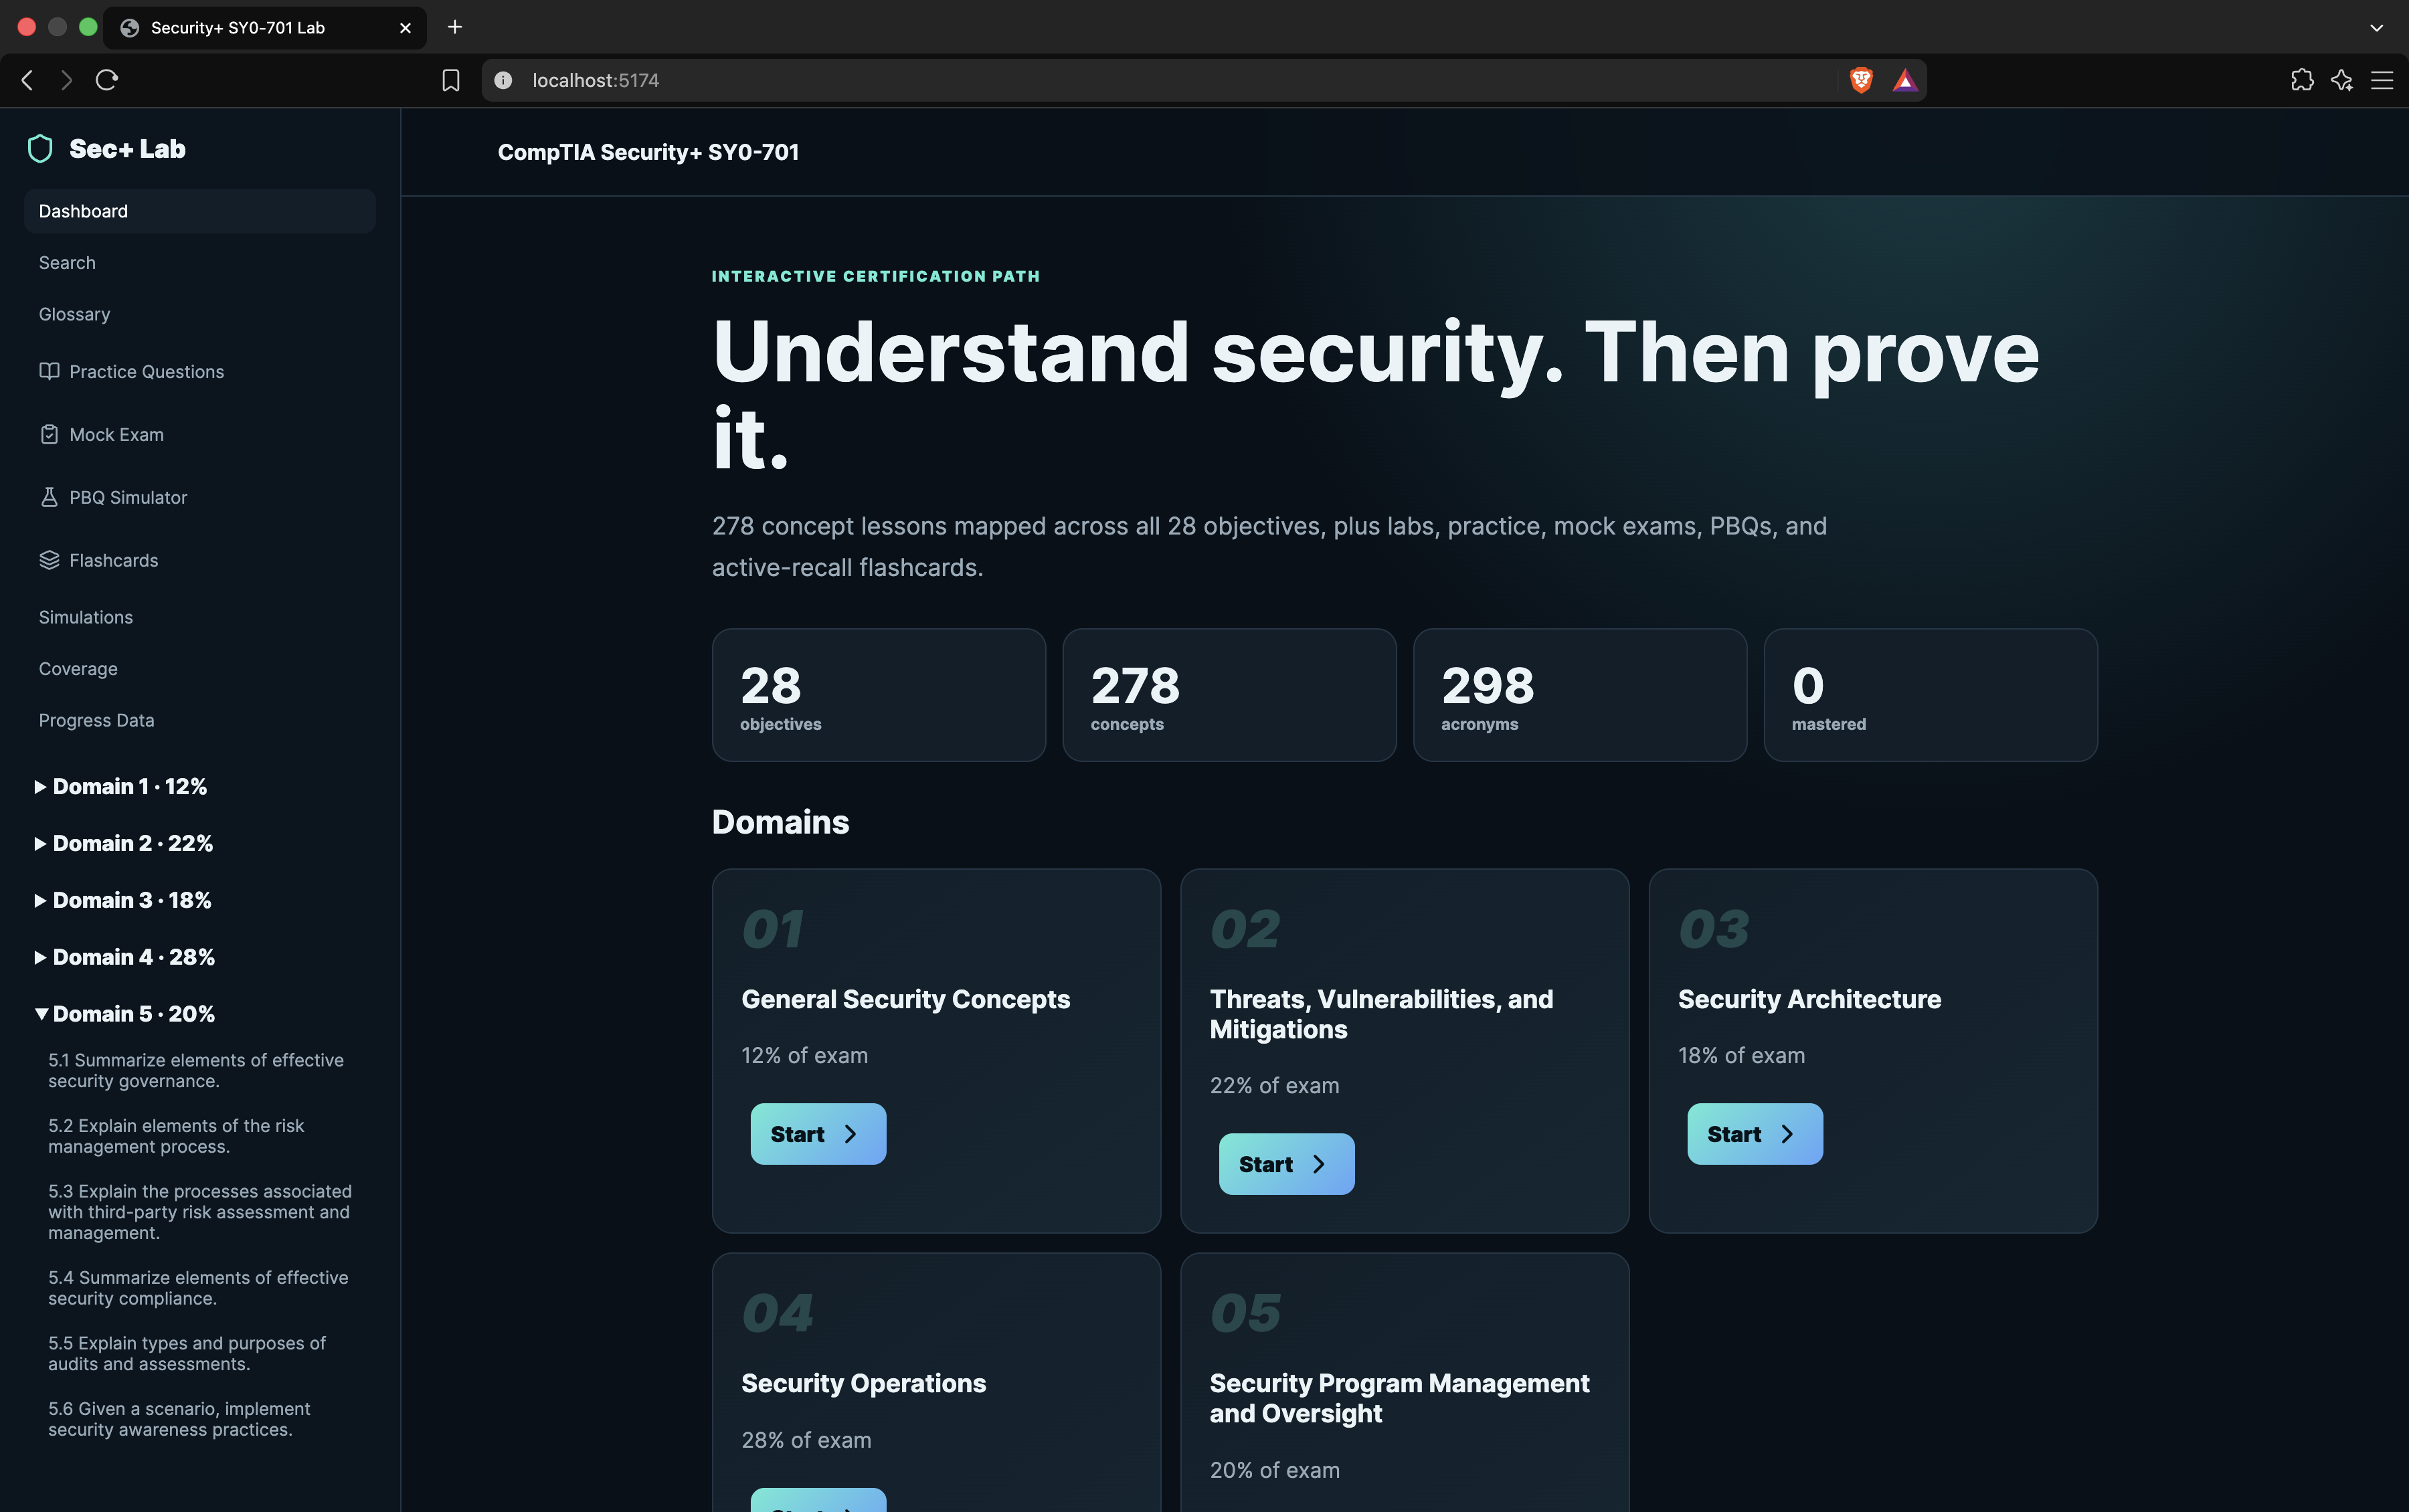 Security+ SY0-701 Lab
localhost:5174
Sec+ Lab
Dashboard
Search
Glossary
Practice Questions
Mock Exam
PBQ Simulator
Flashcards
Simulations
Coverage
Progress Data
Domain 1 · 12%
Domain 2 · 22%
Domain 3 · 18%
Domain 4 · 28%
Domain 5 · 20%
5.1 Summarize elements of effective
security governance.
5.2 Explain elements of the risk
management process.
5.3 Explain the processes associated
with third-party risk assessment and
management.
5.4 Summarize elements of effective
security compliance.
5.5 Explain types and purposes of
audits and assessments.
5.6 Given a scenario, implement
security awareness practices.
CompTIA Security+ SY0-701
INTERACTIVE CERTIFICATION PATH
Understand security. Then prove
it.
278 concept lessons mapped across all 28 objectives, plus labs, practice, mock exams, PBQs, and
active-recall flashcards.
28
objectives
278
concepts
298
acronyms
0
mastered
Domains
01
General Security Concepts
12% of exam
Start
02
Threats, Vulnerabilities, and
Mitigations
22% of exam
Start
03
Security Architecture
18% of exam
Start
04
Security Operations
28% of exam
05
Security Program Management
and Oversight
20% of exam